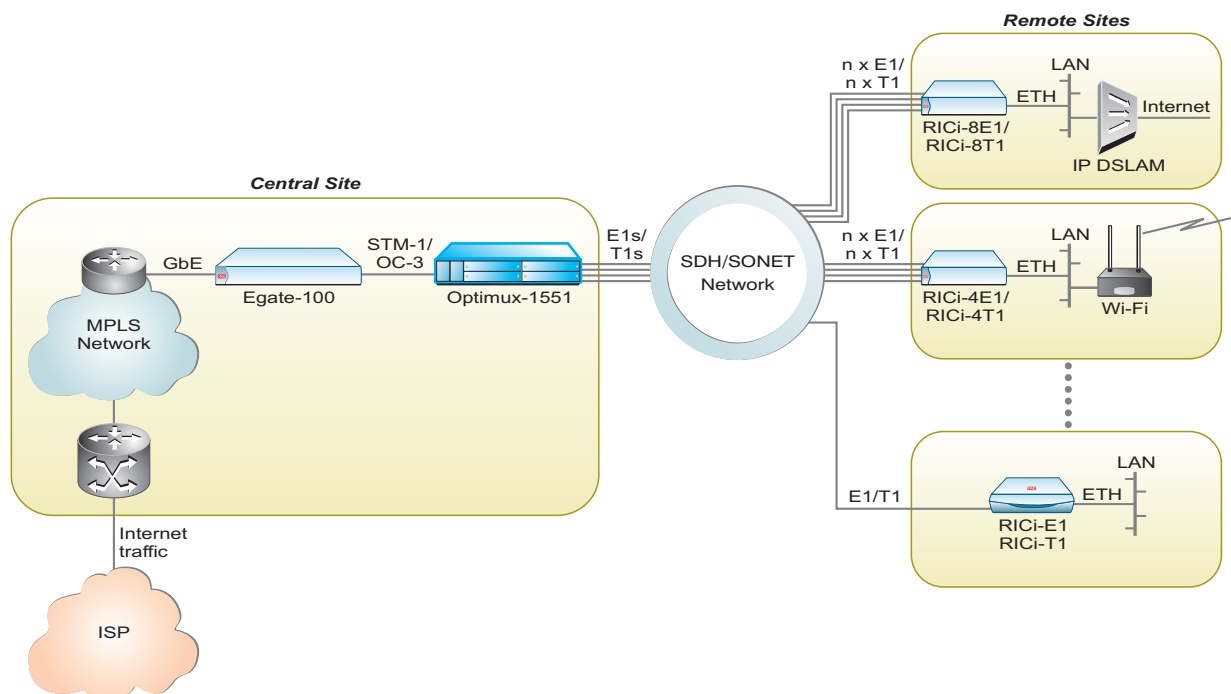 Remote Sites
n x E1/
n x T1
LAN
ETH
Internet
RICi-8E1/
RICi-8T1
IP DSLAM
Central Site
GbE
STM-1/
OC-3
Egate-100
Optimux-1551
MPLS
Network
E1s/
T1s
SDH/SONET
Network
n x E1/
n x T1
LAN
ETH
RICi-4E1/
RICi-4T1
Wi-Fi
E1/T1
LAN
ETH
RICi-E1
RICi-T1
Internet
traffic
ISP